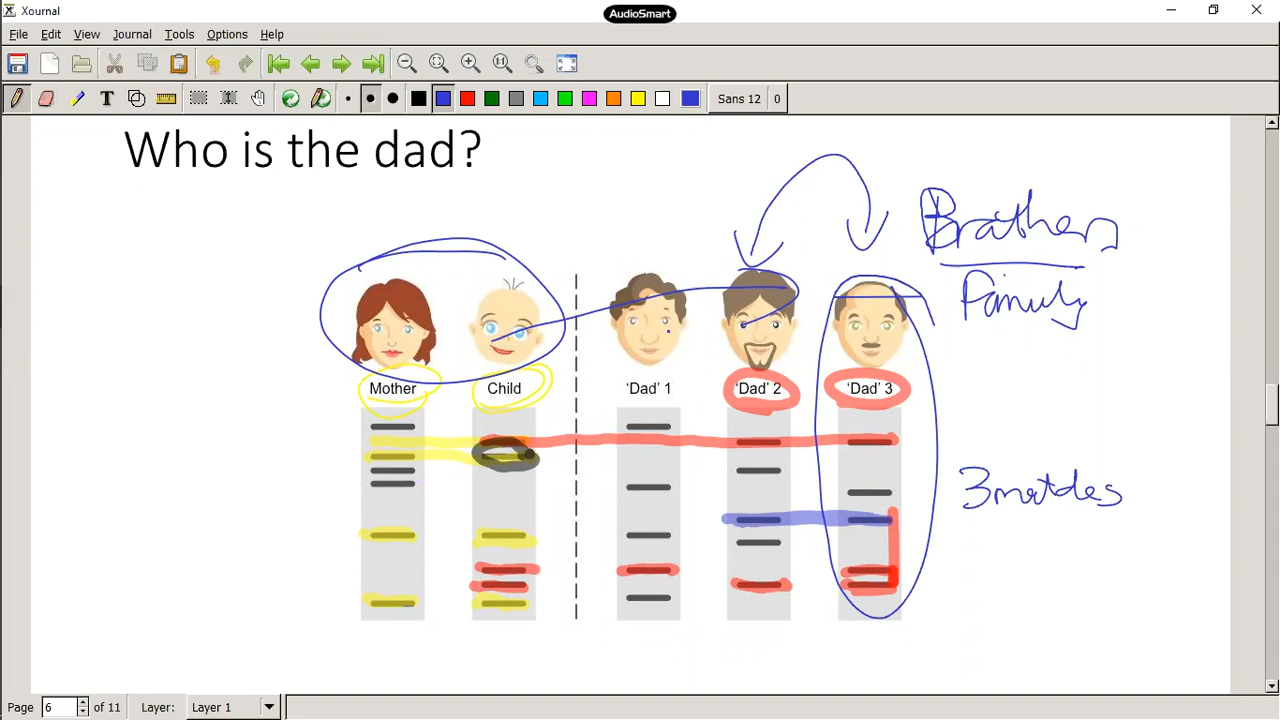 Xournal
AudioSmart
File Edit View Journal Tools Options Help
Sans 12 0
Who is the dad?
Brothers
Family
Mother Child 'Dad' 1 'Dad' 2 'Dad' 3
3 matches
Page 6 of 11 Layer: Layer 1